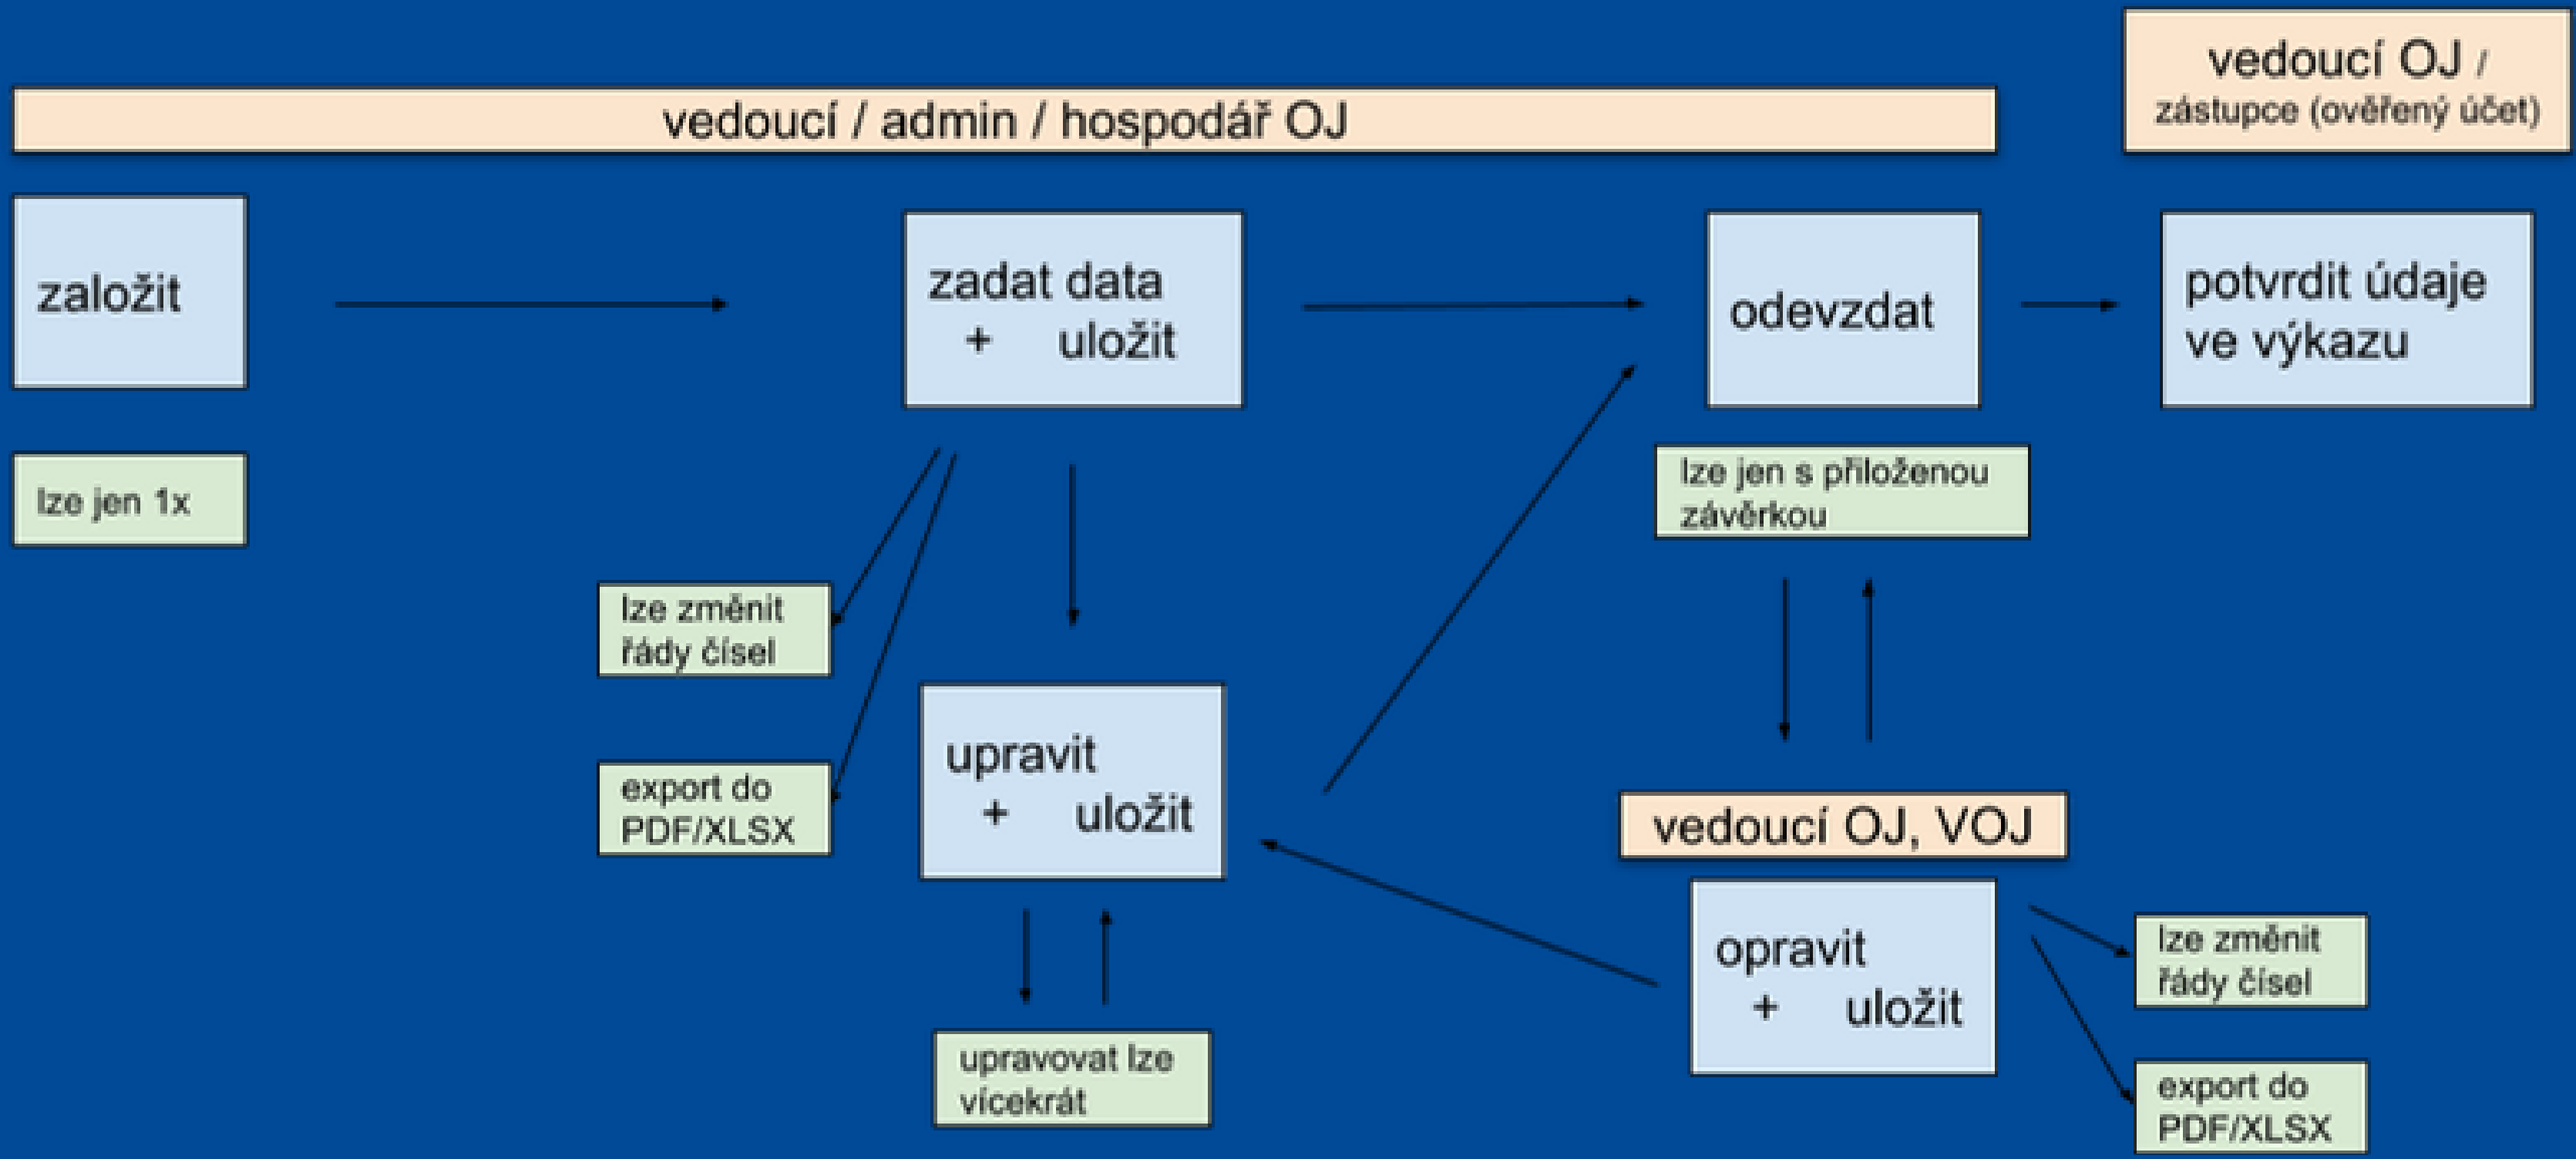 vedoucí OJ /
zástupce (ověřený účet)
vedoucí / admin / hospodář OJ
založit
zadat data
+ uložit
odevzdat
potvrdit údaje
ve výkazu
lze jen 1x
lze jen s přiloženou
závěrkou
lze změnit
řády čísel
export do
PDF/XLSX
upravit
+ uložit
vedoucí OJ, VOJ
opravit
+ uložit
lze změnit
řády čísel
upravovat lze
vícekrát
export do
PDF/XLSX